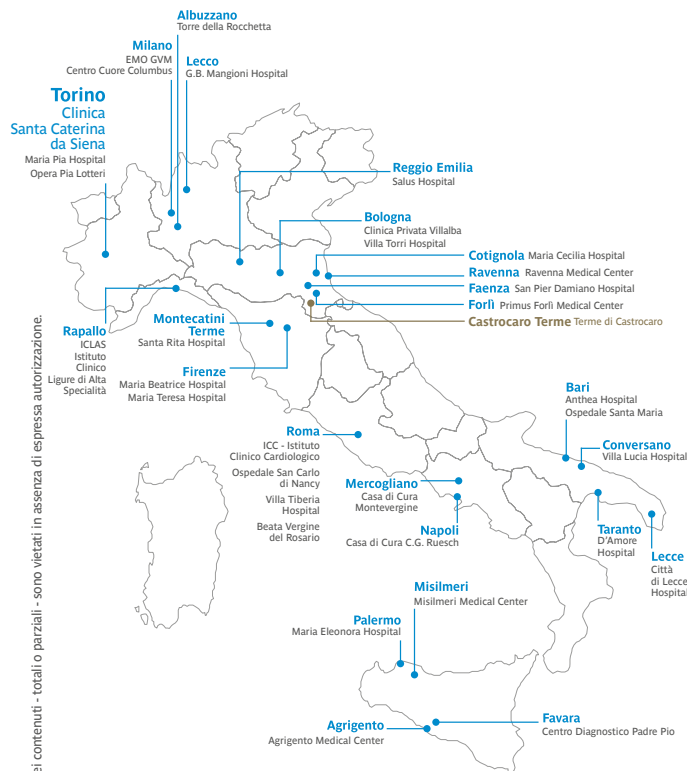 Albuzzano
Torre della Rocchetta
Milano
EMO GVM
Centro Cuore Columbus
Lecco
G.B. Mangioni Hospital
Torino
Clinica
Santa Caterina
da Siena
Maria Pia Hospital
Opera Pia Lotteri
Reggio Emilia
Salus Hospital
Bologna
Clinica Privata Villalba
Villa Torri Hospital
Cotignola Maria Cecilia Hospital
Ravenna Ravenna Medical Center
Faenza San Pier Damiano Hospital
Forlì Primus Forlì Medical Center
Castrocaro Terme Terme di Castrocaro
Rapallo
ICLAS
Istituto
Clinico
Ligure di Alta
Specialità
Montecatini
Terme
Santa Rita Hospital
Firenze
Maria Beatrice Hospital
Maria Teresa Hospital
Roma
ICC - Istituto
Clinico Cardiologico
Ospedale San Carlo
di Nancy
Villa Tiberia
Hospital
Beata Vergine
del Rosario
Mercogliano
Casa di Cura
Montevergine
Napoli
Casa di Cura C.G. Ruesch
Bari
Anthea Hospital
Ospedale Santa Maria
Conversano
Villa Lucia Hospital
Taranto
D'Amore
Hospital
Lecce
Città
di Lecce
Hospital
Misilmeri
Misilmeri Medical Center
Palermo
Maria Eleonora Hospital
Agrigento
Agrigento Medical Center
Favara
Centro Diagnostico Padre Pio
ei contenuti - totali o parziali - sono vietati in assenza di espressa autorizzazione.